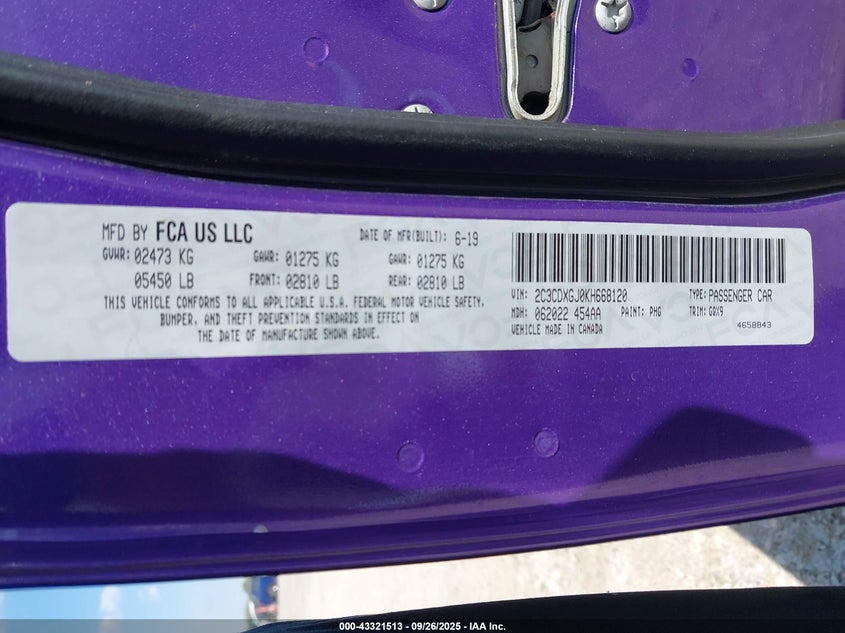 MFD BY FCA US LLC DATE OF MFR(BUILT): 6-19
GVWR: 02473 KG GAWR: 01275 KG GAWR: 01275 KG
05450 LB FRONT: 02810 LB REAR: 02810 LB
THIS VEHICLE CONFORMS TO ALL APPLICABLE U.S.A. FEDERAL MOTOR VEHICLE SAFETY,
BUMPER, AND THEFT PREVENTION STANDARDS IN EFFECT ON
THE DATE OF MANUFACTURE SHOWN ABOVE.
VIN: 2C3CDXGJ0KH668120 TYPE: PASSENGER CAR
MDH: 062022 454AA PAINT: PHG TRIM: GRX9
VEHICLE MADE IN CANADA 4658843
000-43321513 - 09/26/2025 - IAA Inc.